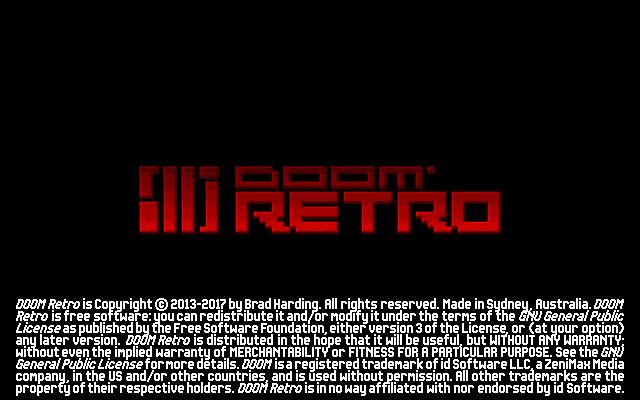 DOOM
RETRO
DOOM Retro is Copyright © 2013-2017 by Brad Harding. All rights reserved. Made in Sydney, Australia. DOOM
Retro is free software: you can redistribute it and/or modify it under the terms of the GNU General Public
License as published by the Free Software Foundation, either version 3 of the License, or (at your option)
any later version. DOOM Retro is distributed in the hope that it will be useful, but WITHOUT ANY WARRANTY;
without even the implied warranty of MERCHANTABILITY or FITNESS FOR A PARTICULAR PURPOSE. See the GNU
General Public License for more details. DOOM is a registered trademark of id Software LLC, a ZeniMax Media
company, in the US and/or other countries, and is used without permission. All other trademarks are the
property of their respective holders. DOOM Retro is in no way affiliated with nor endorsed by id Software.